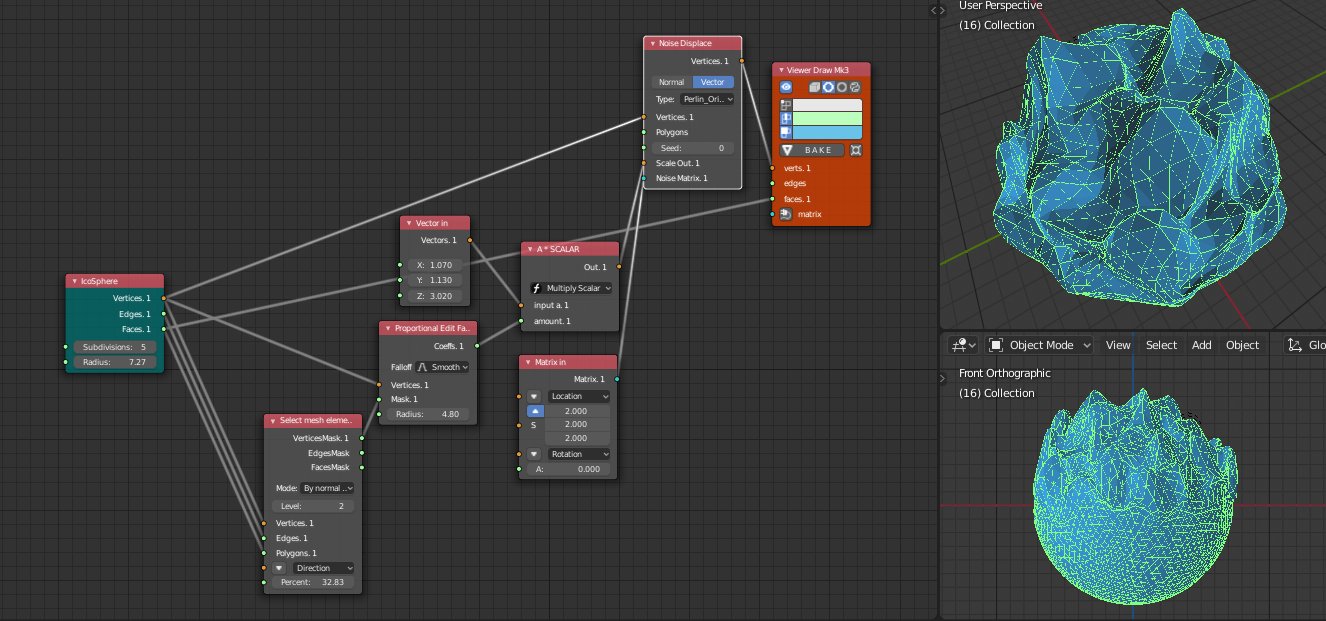 IcoSphere
Vertices. 1
Edges. 1
Faces. 1
Subdivisions: 5
Radius: 7.27
Select mesh eleme..
VerticesMask. 1
EdgesMask
FacesMask
Mode: By normal ..
Level: 2
Vertices. 1
Edges. 1
Polygons. 1
Direction
Percent: 32.83
Vector in
Vectors. 1
X: 1.070
Y: 1.130
Z: 3.020
Proportional Edit Fa..
Coeffs. 1
Falloff Smooth
Vertices. 1
Mask. 1
Radius: 4.80
A * SCALAR
Out. 1
Multiply Scalar
input a. 1
amount. 1
Matrix in
Matrix. 1
Location
2.000
S 2.000
2.000
Rotation
A: 0.000
Noise Displace
Vertices. 1
Normal Vector
Type: Perlin_Ori..
Vertices. 1
Polygons
Seed: 0
Scale Out. 1
Noise Matrix. 1
Viewer Draw Mk3
BAKE
verts. 1
edges
faces. 1
matrix
User Perspective
(16) Collection
Object Mode View Select Add Object Glo
Front Orthographic
(16) Collection